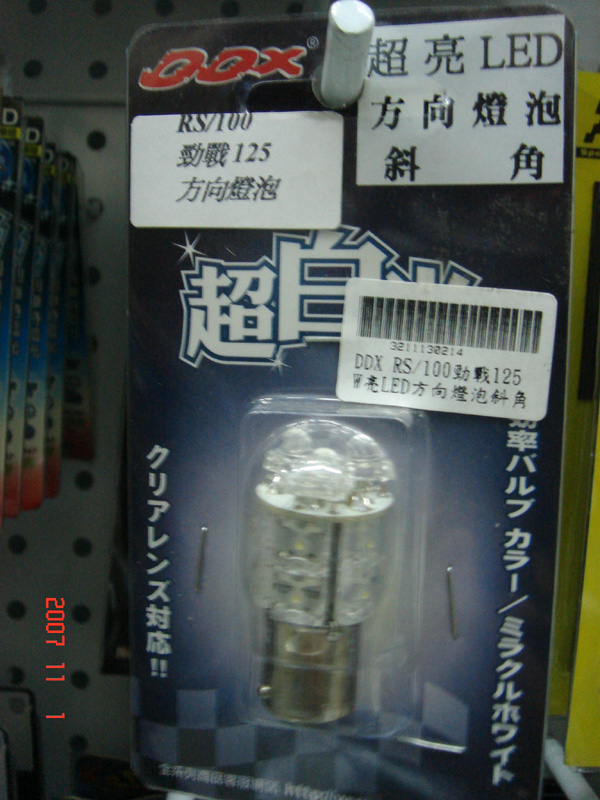 DDX®
超亮LED
方向燈泡
斜角
RS/100
勁戰125
方向燈泡
超白光
3211130214
DDX RS/100勁戰125
W亮LED方向燈泡斜角
効率バルブ カラー/ミラクルホワイト
クリアレンズ対応!!
2007 11 1